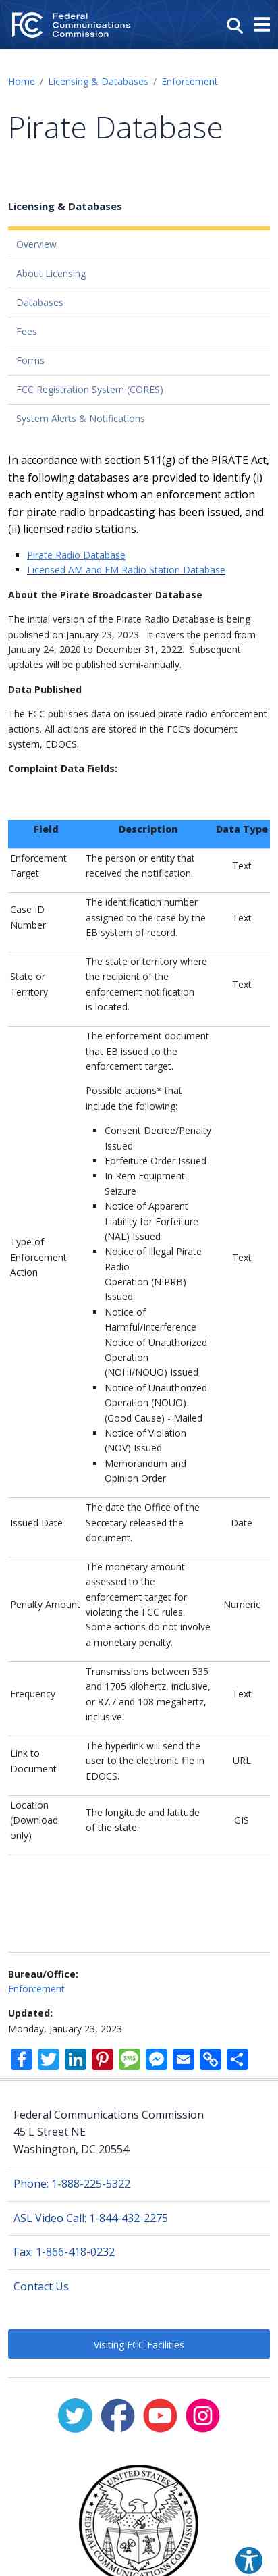 Federal
Communications
Commission
Home / Licensing & Databases / Enforcement
Pirate Database
Licensing & Databases
Overview
About Licensing
Databases
Fees
Forms
FCC Registration System (CORES)
System Alerts & Notifications
In accordance with section 511(g) of the PIRATE Act,
the following databases are provided to identify (i)
each entity against whom an enforcement action
for pirate radio broadcasting has been issued, and
(ii) licensed radio stations.
Pirate Radio Database
Licensed AM and FM Radio Station Database
About the Pirate Broadcaster Database
The initial version of the Pirate Radio Database is being
published on January 23, 2023.  It covers the period from
January 24, 2020 to December 31, 2022.  Subsequent
updates will be published semi-annually.
Data Published
The FCC publishes data on issued pirate radio enforcement
actions. All actions are stored in the FCC’s document
system, EDOCS.
Complaint Data Fields:
Field Description Data Type
Enforcement
Target
The person or entity that
received the notification.
Text
Case ID
Number
The identification number
assigned to the case by the
EB system of record.
Text
State or
Territory
The state or territory where
the recipient of the
enforcement notification
is located.
Text
Type of
Enforcement
Action
The enforcement document
that EB issued to the
enforcement target.
Possible actions* that
include the following:
Consent Decree/Penalty
Issued
Forfeiture Order Issued
In Rem Equipment
Seizure
Notice of Apparent
Liability for Forfeiture
(NAL) Issued
Notice of Illegal Pirate
Radio
Operation (NIPRB)
Issued
Notice of
Harmful/Interference
Notice of Unauthorized
Operation
(NOHI/NOUO) Issued
Notice of Unauthorized
Operation (NOUO)
(Good Cause) - Mailed
Notice of Violation
(NOV) Issued
Memorandum and
Opinion Order
Text
Issued Date
The date the Office of the
Secretary released the
document.
Date
Penalty Amount
The monetary amount
assessed to the
enforcement target for
violating the FCC rules.
Some actions do not involve
a monetary penalty.
Numeric
Frequency
Transmissions between 535
and 1705 kilohertz, inclusive,
or 87.7 and 108 megahertz,
inclusive.
Text
Link to
Document
The hyperlink will send the
user to the electronic file in
EDOCS.
URL
Location
(Download
only)
The longitude and latitude
of the state.
GIS
Bureau/Office:
Enforcement
Updated:
Monday, January 23, 2023
SMS
Federal Communications Commission
45 L Street NE
Washington, DC 20554
Phone: 1-888-225-5322
ASL Video Call: 1-844-432-2275
Fax: 1-866-418-0232
Contact Us
Visiting FCC Facilities
UNITED STATES
FEDERAL COMMUNICATIONS COMMISSION